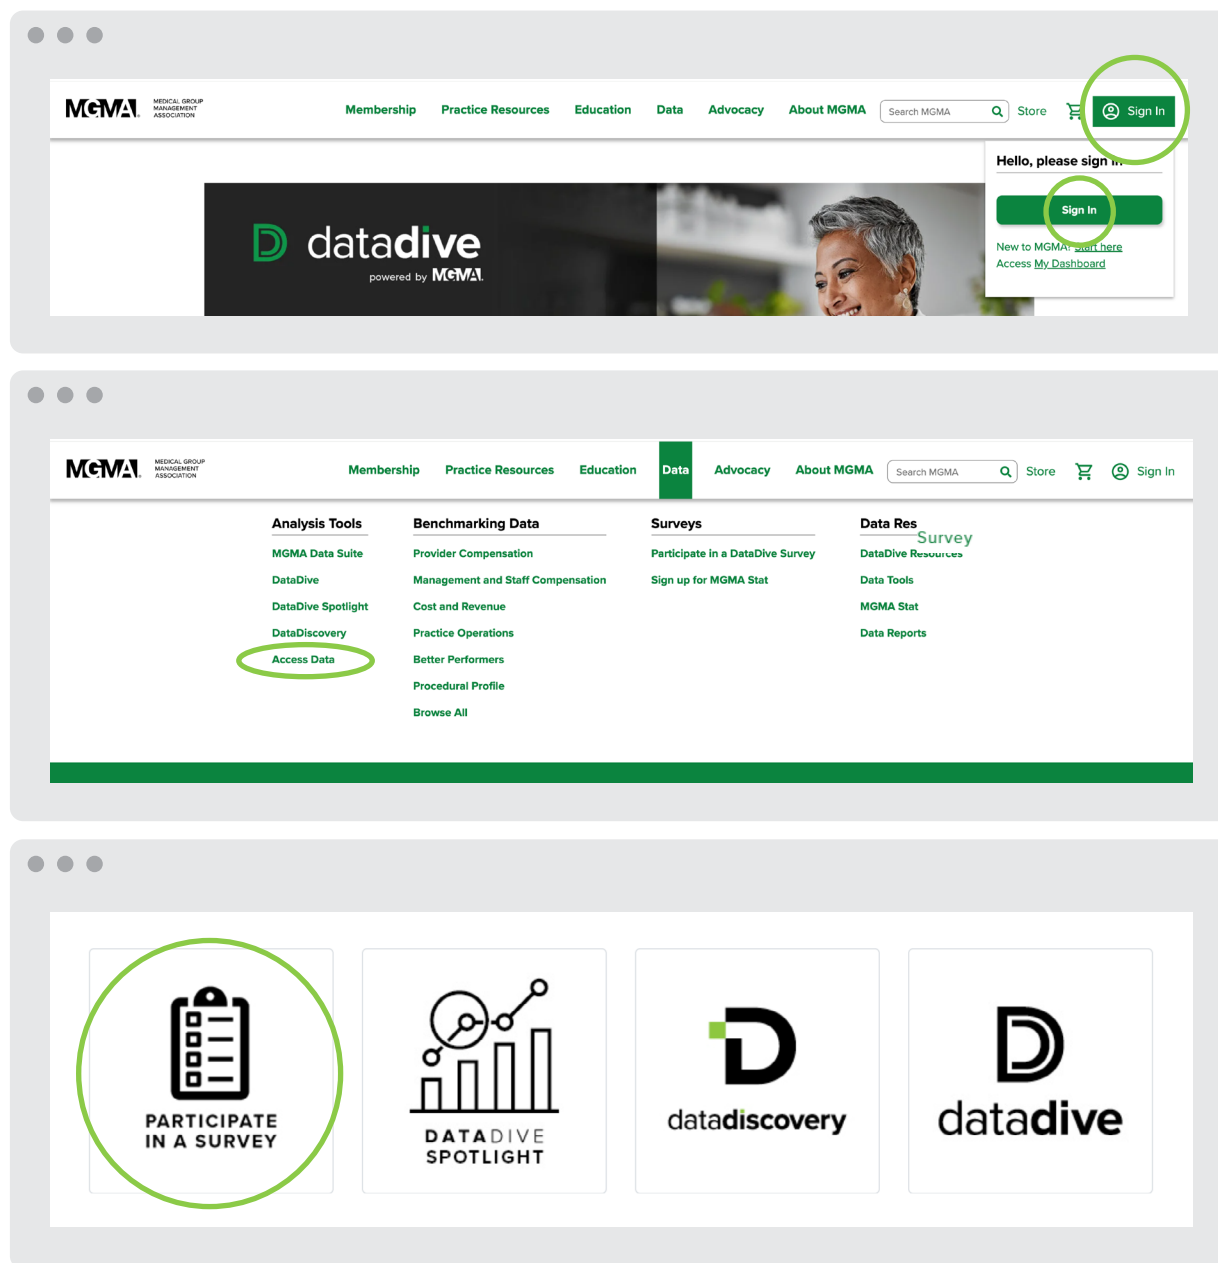 MGMA. MEDICAL GROUP
MANAGEMENT
ASSOCIATION
Membership Practice Resources Education Data Advocacy About MGMA Search MGMA Store Sign In
Hello, please sign in
Sign In
New to MGMA? Start here
Access My Dashboard
datadive
powered by MGMA.
MGMA. MEDICAL GROUP
MANAGEMENT
ASSOCIATION
Membership Practice Resources Education Data Advocacy About MGMA Search MGMA Store Sign In
Analysis Tools
MGMA Data Suite
DataDive
DataDive Spotlight
DataDiscovery
Access Data
Benchmarking Data
Provider Compensation
Management and Staff Compensation
Cost and Revenue
Practice Operations
Better Performers
Procedural Profile
Browse All
Surveys
Participate in a DataDive Survey
Sign up for MGMA Stat
Data Res
Survey
DataDive Resources
Data Tools
MGMA Stat
Data Reports
PARTICIPATE
IN A SURVEY
DATADIVE
SPOTLIGHT
datadiscovery
datadive